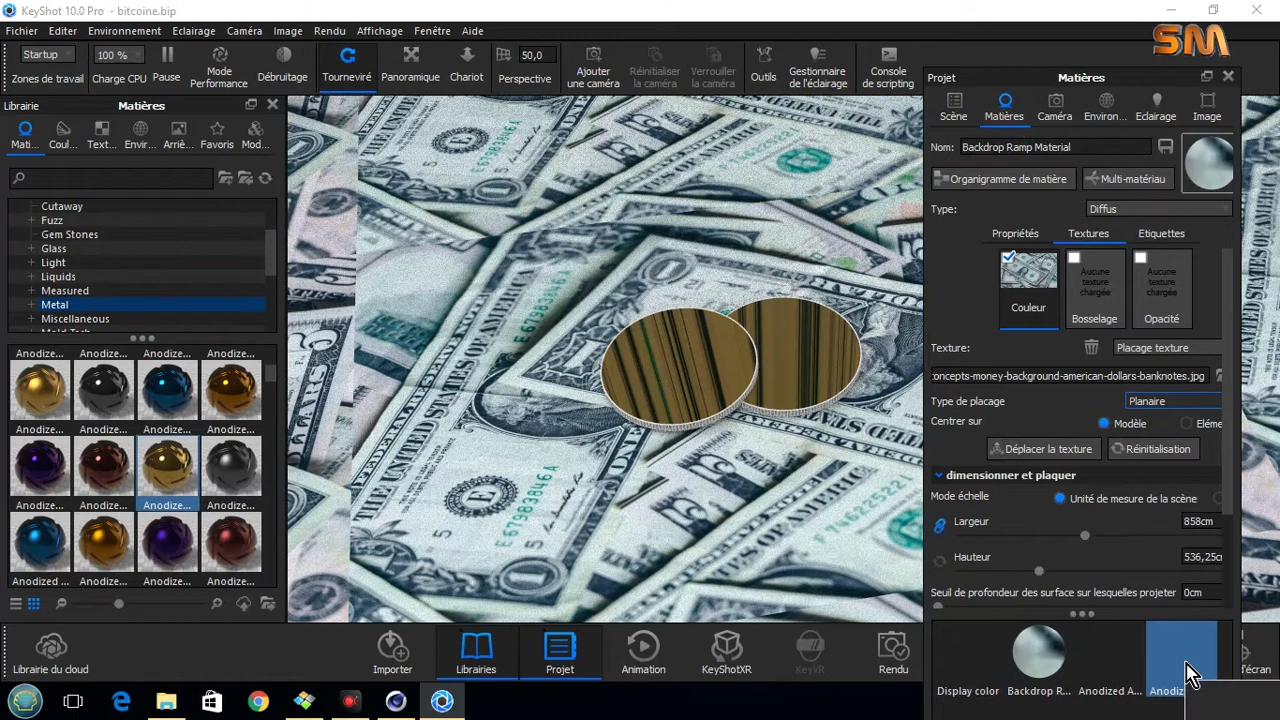 KeyShot 10.0 Pro - bitcoine.bip
SM
Fichier Editer Environnement Eclairage Caméra Image Rendu Affichage Fenêtre Aide
Startup 100 % 50,0
Zones de travail Charge CPU Pause Mode Performance Débruitage Tourneviré Panoramique Chariot Perspective Ajouter une caméra Réinitialiser la caméra Verrouiller la caméra Outils Gestionnaire de l'éclairage Console de scripting
Librairie Matières
Mati... Coul... Text... Envir... Arriè... Favoris Mod...
Cutaway
Fuzz
Gem Stones
Glass
Light
Liquids
Measured
Metal
Miscellaneous
Anodize... Anodize... Anodize... Anodize...
Anodize... Anodize... Anodize... Anodize...
Anodize... Anodize... Anodize... Anodize...
Anodized ... Anodize... Anodize... Anodize...
Projet Matières
Scène Matières Caméra Environ... Eclairage Image
Nom: Backdrop Ramp Material
Organigramme de matière Multi-matériau
Type: Diffus
Propriétés Textures Etiquettes
Aucune texture chargée Aucune texture chargée
Couleur Bosselage Opacité
Texture: Placage texture
oncepts-money-background-american-dollars-banknotes.jpg
Type de placage Planaire
Centrer sur Modèle Eléme
Déplacer la texture Réinitialisation
dimensionner et plaquer
Mode échelle Unité de mesure de la scène
Largeur 858cm
Hauteur 536,25c
Seuil de profondeur des surface sur lesquelles projeter 0cm
Display color Backdrop R... Anodized A... Anodiz
Librairie du cloud Importer Librairies Projet Animation KeyShotXR KeyVR Rendu d'écran